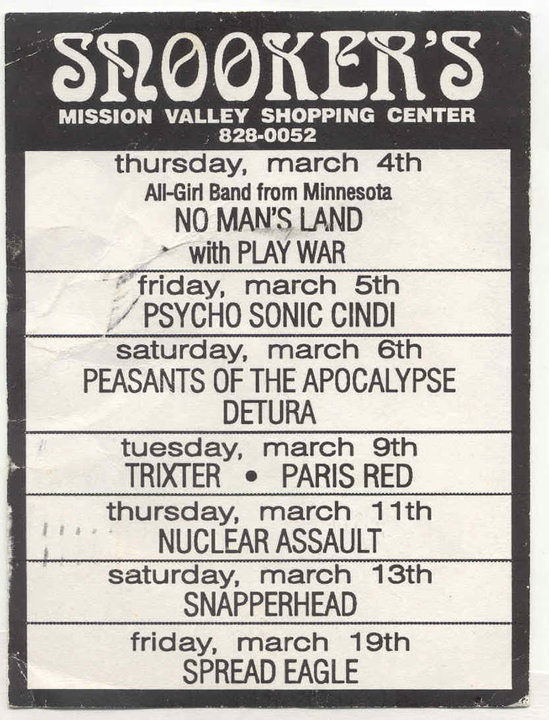 SNOOKER'S
MISSION VALLEY SHOPPING CENTER
828-0052
thursday, march 4th
All-Girl Band from Minnesota
NO MAN'S LAND
with PLAY WAR
friday, march 5th
PSYCHO SONIC CINDI
saturday, march 6th
PEASANTS OF THE APOCALYPSE
DETURA
tuesday, march 9th
TRIXTER • PARIS RED
thursday, march 11th
NUCLEAR ASSAULT
saturday, march 13th
SNAPPERHEAD
friday, march 19th
SPREAD EAGLE